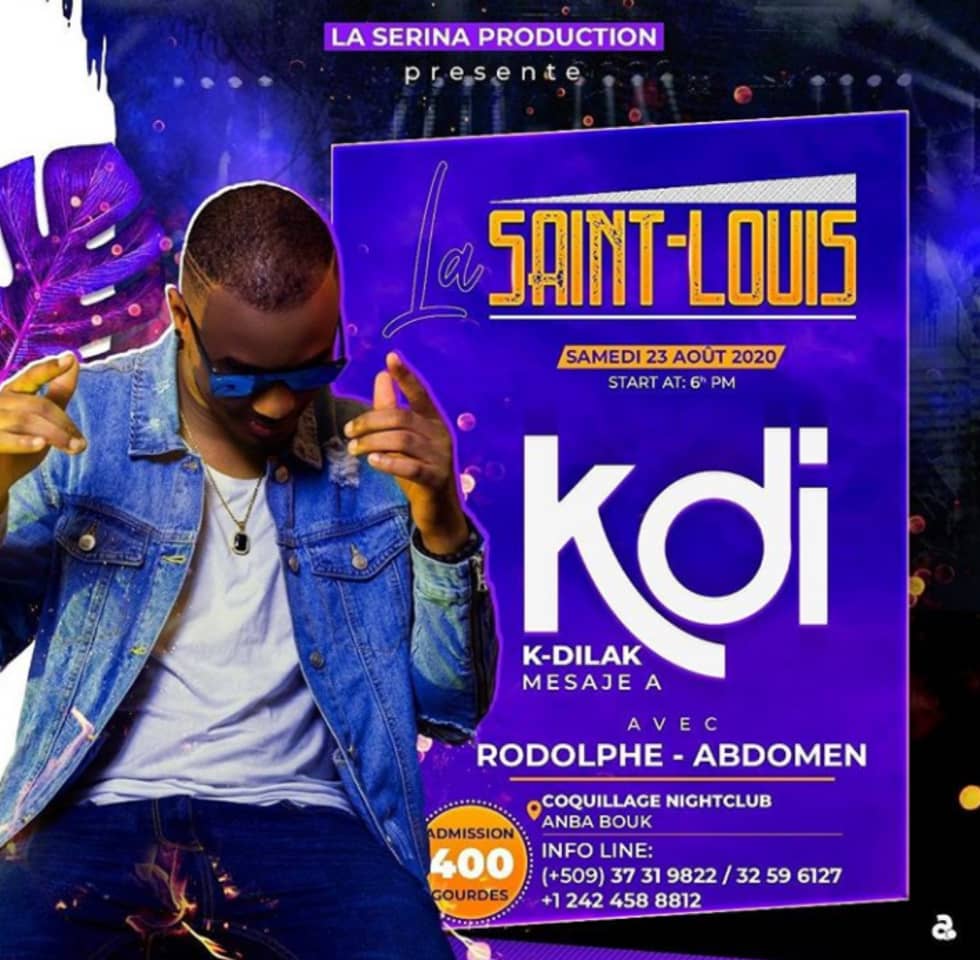 LA SERINA PRODUCTION
presente
La SAINT-LOUIS
SAMEDI 23 AOÛT 2020
START AT: 6h PM
Kdi
K-DILAK
MESAJE A
AVEC
RODOLPHE - ABDOMEN
COQUILLAGE NIGHTCLUB
ANBA BOUK
ADMISSION
400
GOURDES
INFO LINE:
(+509) 37 31 9822 / 32 59 6127
+1 242 458 8812
a